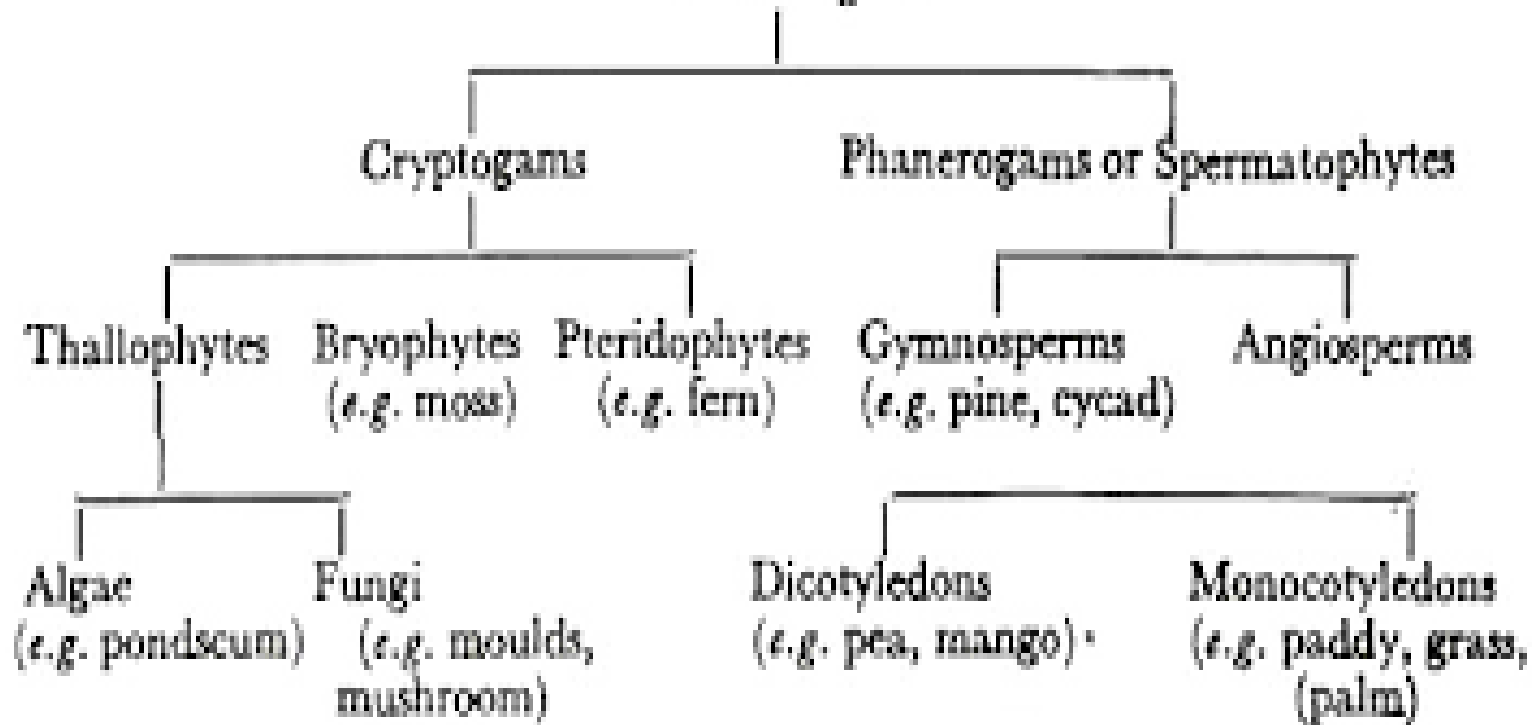 Cryptogams Phanerogams or Spermatophytes
Thallophytes Bryophytes Pteridophytes Gymnosperms Angiosperms
(e.g. moss) (e.g. fern) (e.g. pine, cycad)
Algae Fungi Dicotyledons Monocotyledons
(e.g. pondscum) (e.g. moulds, (e.g. pea, mango) (e.g. paddy, grass,
mushroom) (palm)